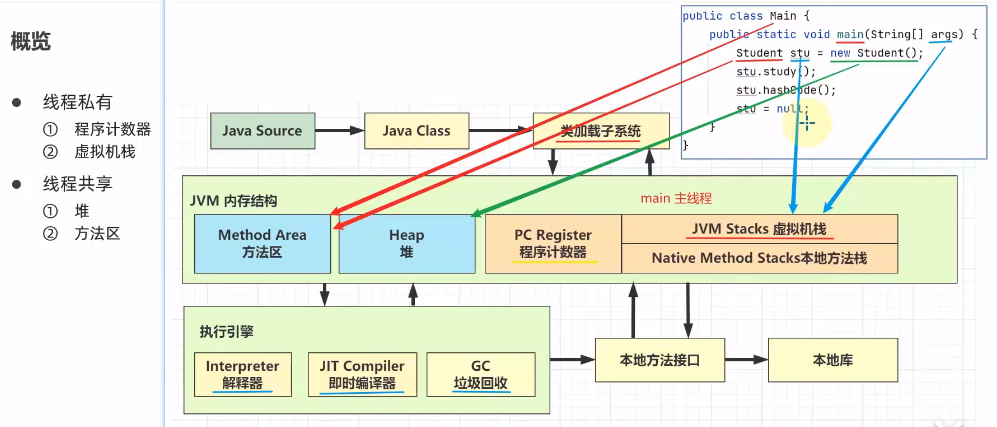 概览
● 线程私有
① 程序计数器
② 虚拟机栈
● 线程共享
① 堆
② 方法区
public class Main {
public static void main(String[] args) {
Student stu = new Student();
stu.study();
stu.hashCode();
stu = null;
}
}
Java Source
Java Class
类加载子系统
JVM 内存结构
main 主线程
Method Area
方法区
Heap
堆
PC Register
程序计数器
JVM Stacks 虚拟机栈
Native Method Stacks本地方法栈
执行引擎
Interpreter
解释器
JIT Compiler
即时编译器
GC
垃圾回收
本地方法接口
本地库